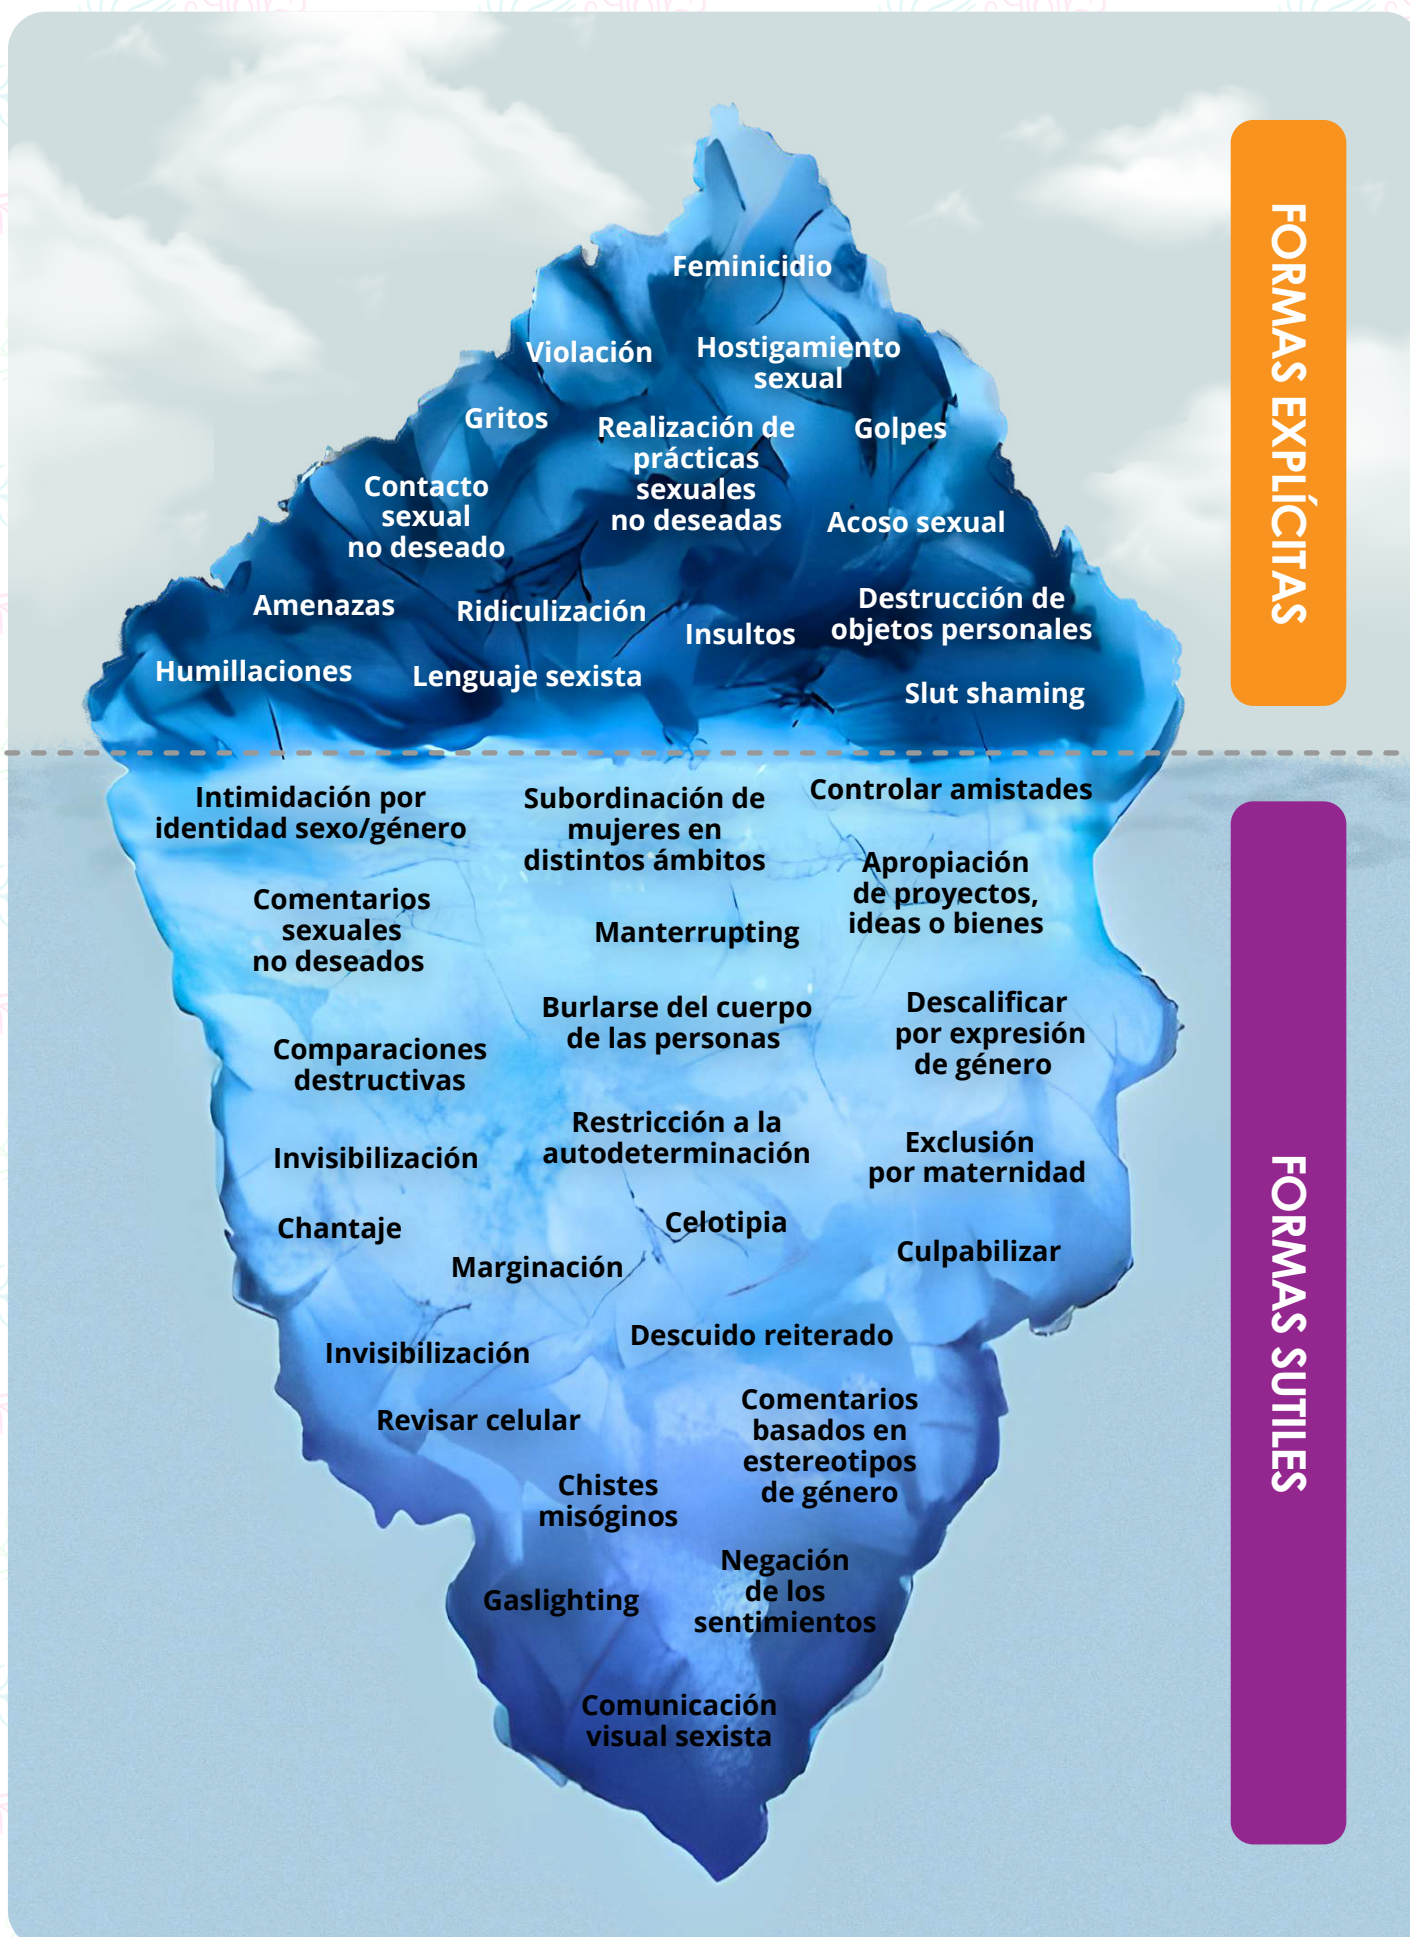 Feminicidio
Violación
Hostigamiento
sexual
Gritos
Realización de
prácticas
sexuales
no deseadas
Golpes
Contacto
sexual
no deseado
Acoso sexual
Amenazas
Ridiculización
Insultos
Destrucción de
objetos personales
Humillaciones
Lenguaje sexista
Slut shaming
FORMAS EXPLÍCITAS
Intimidación por
identidad sexo/género
Subordinación de
mujeres en
distintos ámbitos
Controlar amistades
Apropiación
de proyectos,
ideas o bienes
Comentarios
sexuales
no deseados
Manterrupting
Burlarse del cuerpo
de las personas
Descalificar
por expresión
de género
Comparaciones
destructivas
Restricción a la
autodeterminación
Exclusión
por maternidad
Invisibilización
Chantaje
Celotipia
Marginación
Culpabilizar
Invisibilización
Descuido reiterado
Revisar celular
Comentarios
basados en
estereotipos
de género
Chistes
misóginos
Gaslighting
Negación
de los
sentimientos
Comunicación
visual sexista
FORMAS SUTILES